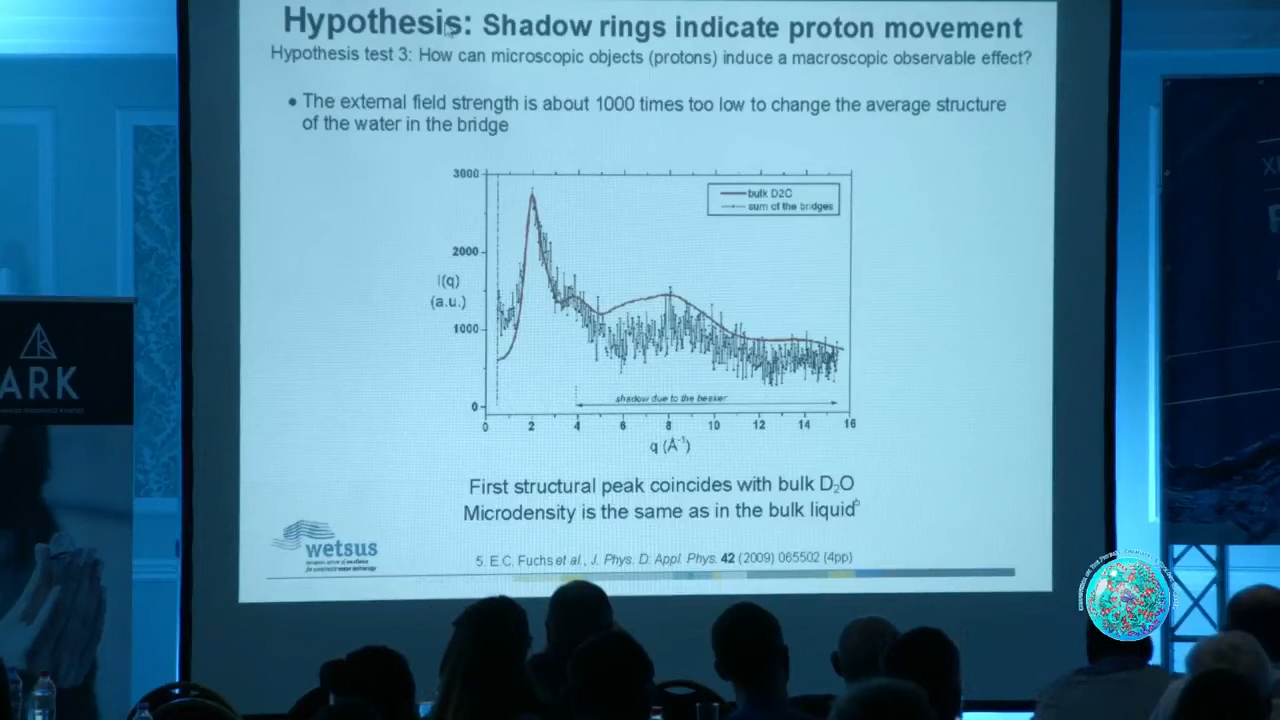 Hypothesis: Shadow rings indicate proton movement
Hypothesis test 3: How can microscopic objects (protons) induce a macroscopic observable effect?
• The external field strength is about 1000 times too low to change the average structure
of the water in the bridge
3000
2000
1000
0
I(q)
(a.u.)
bulk D2O
sum of the bridges
shadow due to the beaker
0 2 4 6 8 10 12 14 16
q (Å⁻¹)
First structural peak coincides with bulk D₂O
Microdensity is the same as in the bulk liquid
wetsus
5. E.C. Fuchs et al., J. Phys. D. Appl. Phys. 42 (2009) 065502 (4pp)
ARK